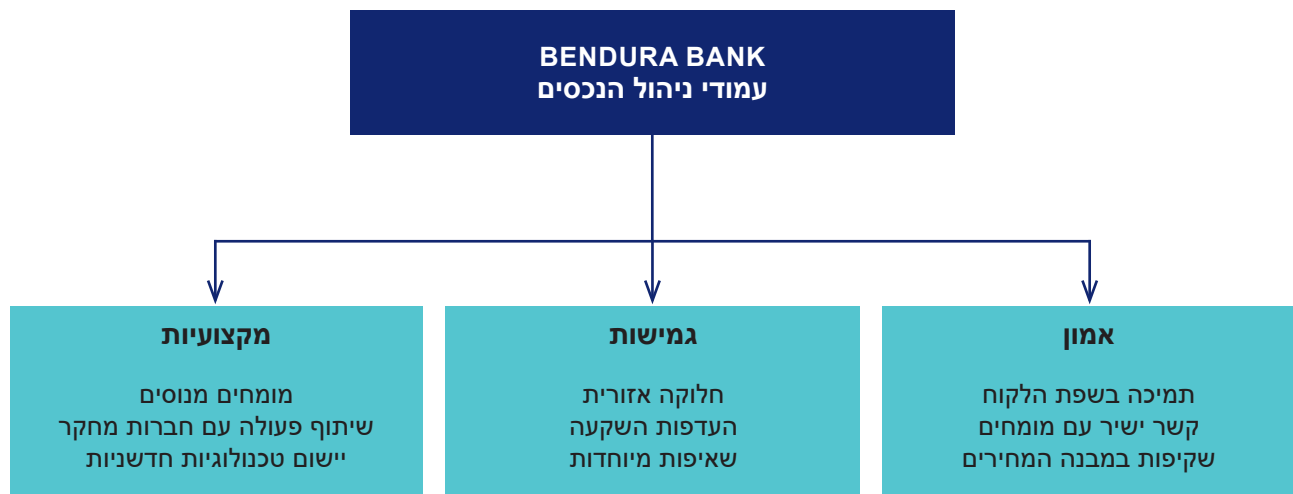 BENDURA BANK
עמודי ניהול הנכסים
אמון
תמיכה בשפת הלקוח
קשר ישיר עם מומחים
שקיפות במבנה המחירים
גמישות
חלוקה אזורית
העדפות השקעה
שאיפות מיוחדות
מקצועיות
מומחים מנוסים
שיתוף פעולה עם חברות מחקר
יישום טכנולוגיות חדשניות